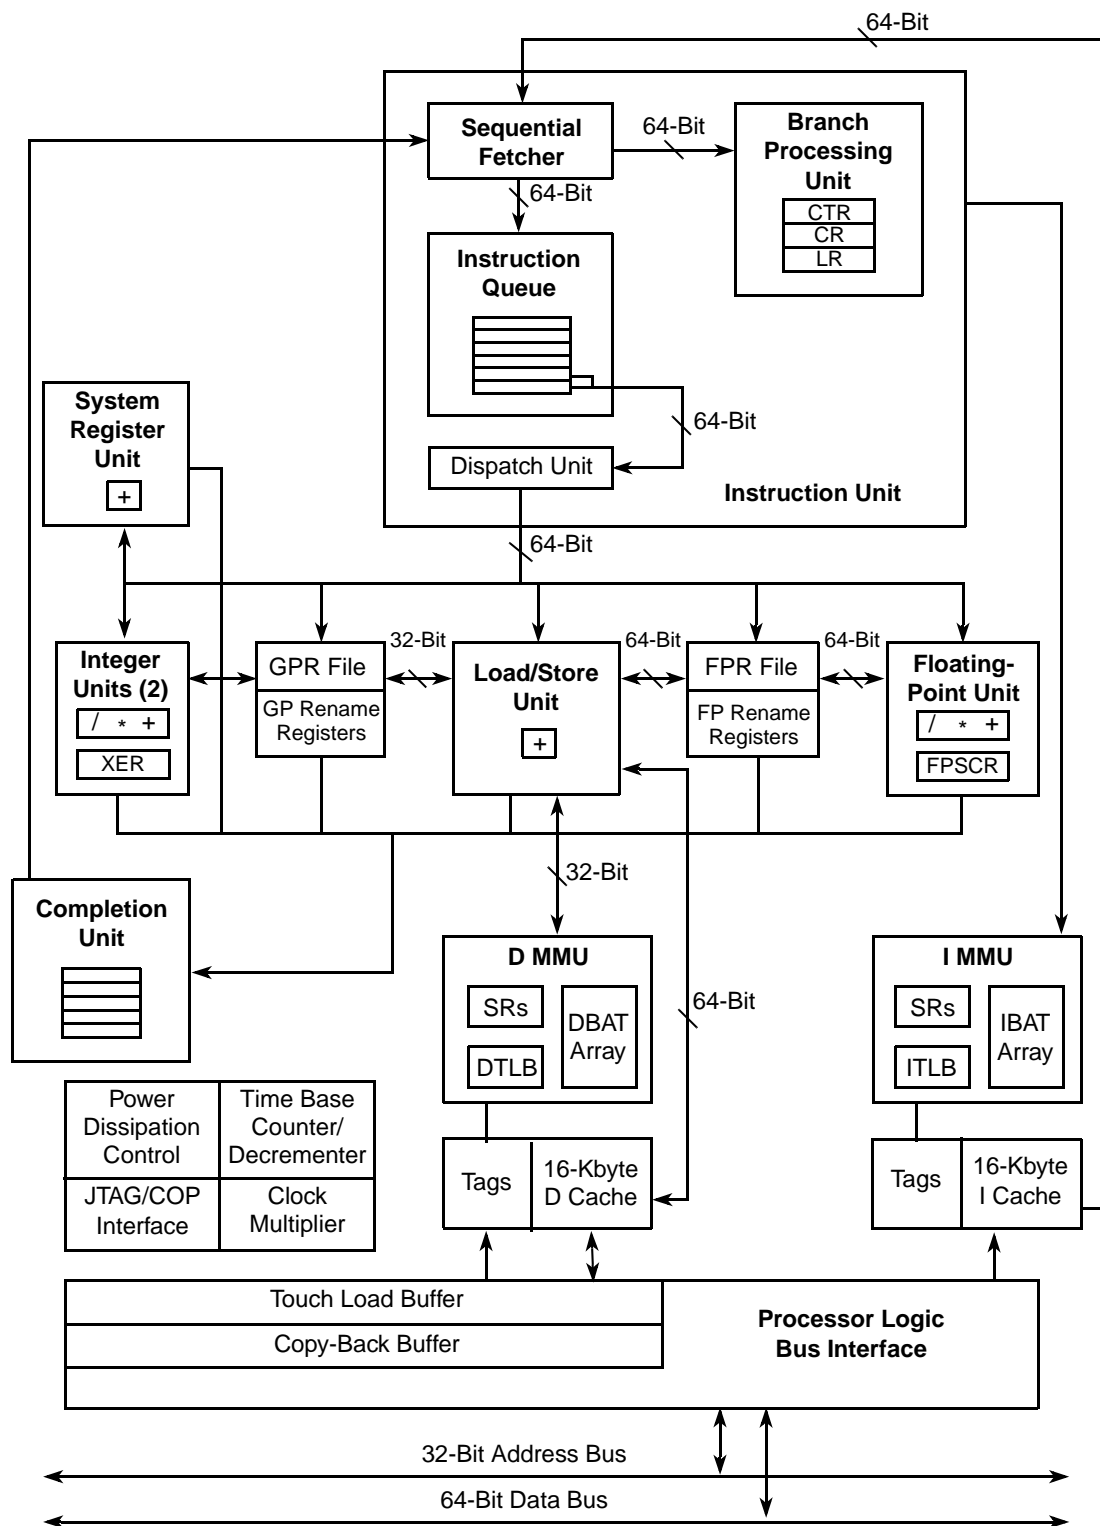 64-Bit
Sequential
Fetcher
64-Bit
Branch
Processing
Unit
CTR
CR
LR
64-Bit
Instruction
Queue
System
Register
Unit
+
64-Bit
Dispatch Unit
Instruction Unit
64-Bit
Integer
Units (2)
/ * +
XER
GPR File
GP Rename
Registers
32-Bit
Load/Store
Unit
+
64-Bit
FPR File
FP Rename
Registers
64-Bit
Floating-
Point Unit
/ * +
FPSCR
32-Bit
Completion
Unit
D MMU
SRs
DTLB
DBAT
Array
64-Bit
I MMU
SRs
ITLB
IBAT
Array
Power
Dissipation
Control
Time Base
Counter/
Decrementer
JTAG/COP
Interface
Clock
Multiplier
Tags
16-Kbyte
D Cache
Tags
16-Kbyte
I Cache
Touch Load Buffer
Copy-Back Buffer
Processor Logic
Bus Interface
32-Bit Address Bus
64-Bit Data Bus